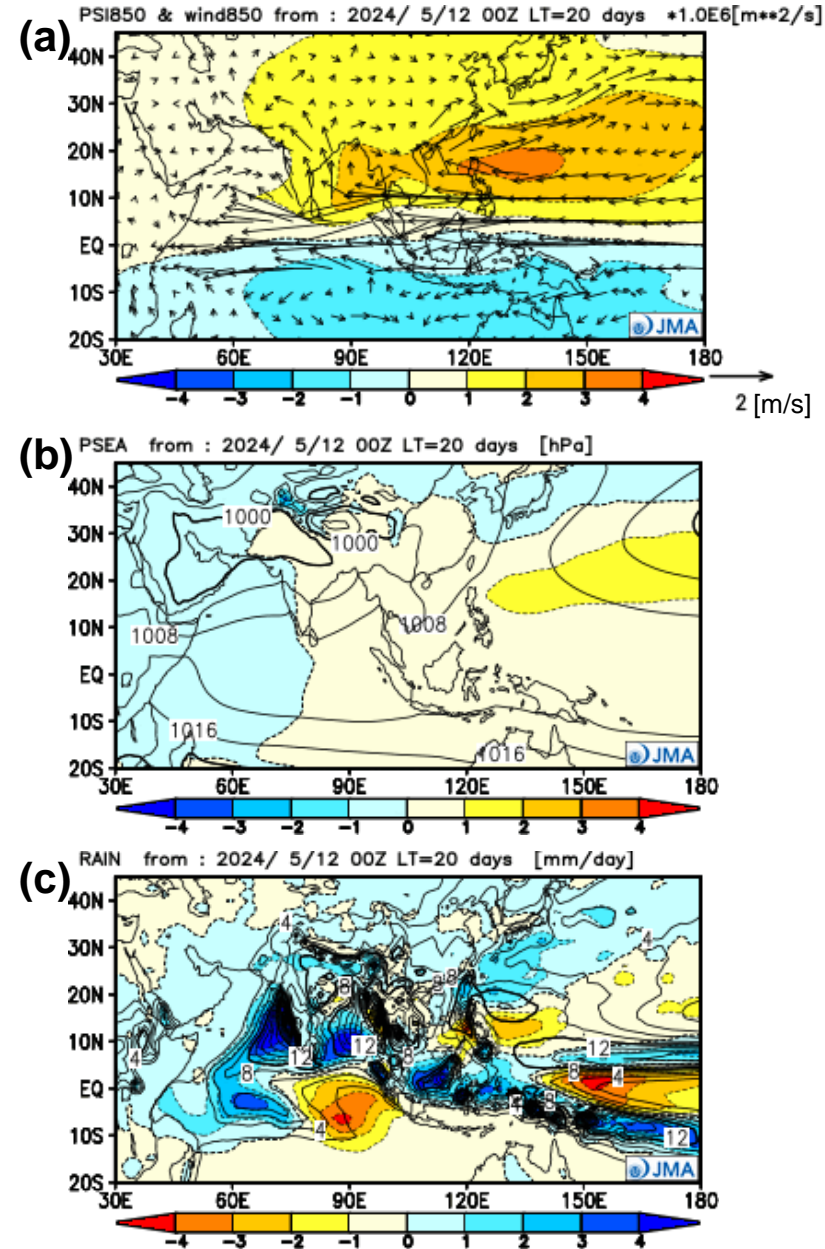 (a)
PSI850 & wind850 from : 2024/ 5/12 00Z LT=20 days *1.0E6[m**2/s]
40N
30N
20N
10N
EQ
10S
20S
JMA
30E 60E 90E 120E 150E 180
-4 -3 -2 -1 0 1 2 3 4
2 [m/s]
(b)
PSEA from : 2024/ 5/12 00Z LT=20 days [hPa]
40N
1000
30N
1000
20N
10N
1008
1008
EQ
10S
1016
1016
20S
JMA
30E 60E 90E 120E 150E 180
-4 -3 -2 -1 0 1 2 3 4
(c)
RAIN from : 2024/ 5/12 00Z LT=20 days [mm/day]
40N
4
4
30N
8
8
20N
10N
12
12
12
4
8
8
EQ
8
4
8
4
10S
12
20S
JMA
30E 60E 90E 120E 150E 180
-4 -3 -2 -1 0 1 2 3 4